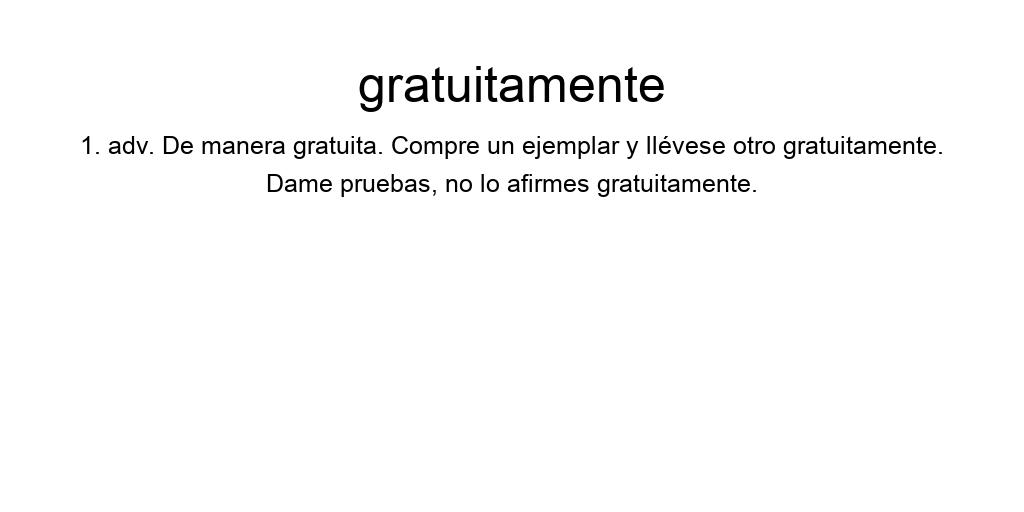 gratuitamente
1. adv. De manera gratuita. Compre un ejemplar y llévese otro gratuitamente.
Dame pruebas, no lo afirmes gratuitamente.